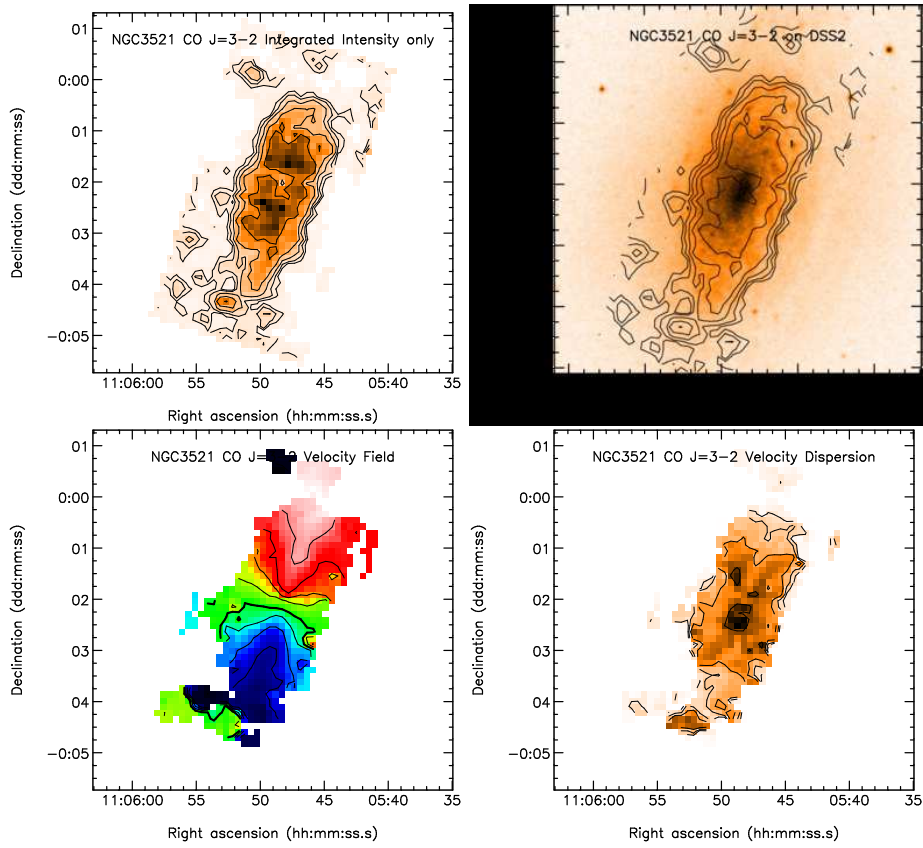 NGC3521 CO J=3-2 Integrated Intensity only
01
0:00
01
02
03
04
-0:05
Declination (ddd:mm:ss)
11:06:00 55 50 45 05:40 35
Right ascension (hh:mm:ss.s)
NGC3521 CO J=3-2 on DSS2
NGC3521 CO J= 2 Velocity Field
01
0:00
01
02
03
04
-0:05
Declination (ddd:mm:ss)
11:06:00 55 50 45 05:40 35
Right ascension (hh:mm:ss.s)
NGC3521 CO J=3-2 Velocity Dispersion
01
0:00
01
02
03
04
-0:05
Declination (ddd:mm:ss)
11:06:00 55 50 45 05:40 35
Right ascension (hh:mm:ss.s)